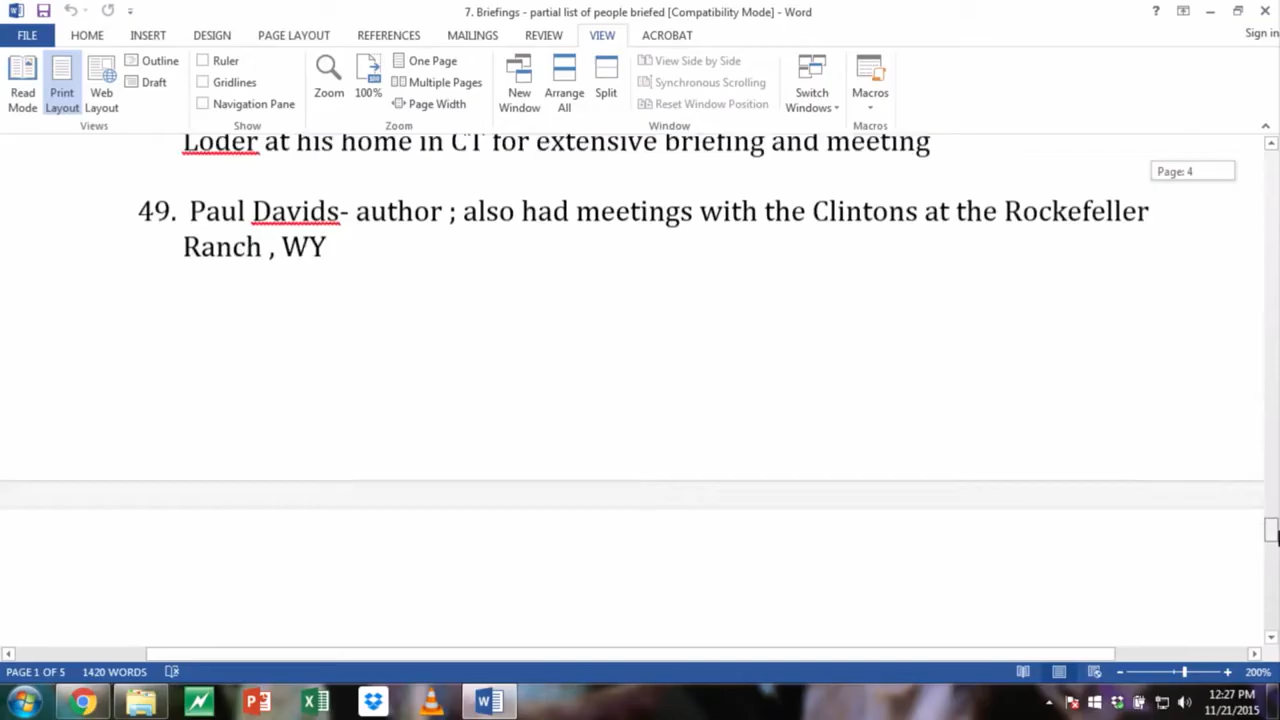 7. Briefings - partial list of people briefed [Compatibility Mode] - Word
Sign in
FILE HOME INSERT DESIGN PAGE LAYOUT REFERENCES MAILINGS REVIEW VIEW ACROBAT
Read Mode
Print Layout
Web Layout
Outline
Draft
Views
Ruler
Gridlines
Navigation Pane
Show
Zoom
100%
One Page
Multiple Pages
Page Width
Zoom
New Window
Arrange All
Split
View Side by Side
Synchronous Scrolling
Reset Window Position
Window
Switch Windows
Macros
Macros
Loder at his home in CT for extensive briefing and meeting
Page: 4
49. Paul Davids- author ; also had meetings with the Clintons at the Rockefeller
Ranch , WY
PAGE 1 OF 5 1420 WORDS
200%
12:27 PM
11/21/2015